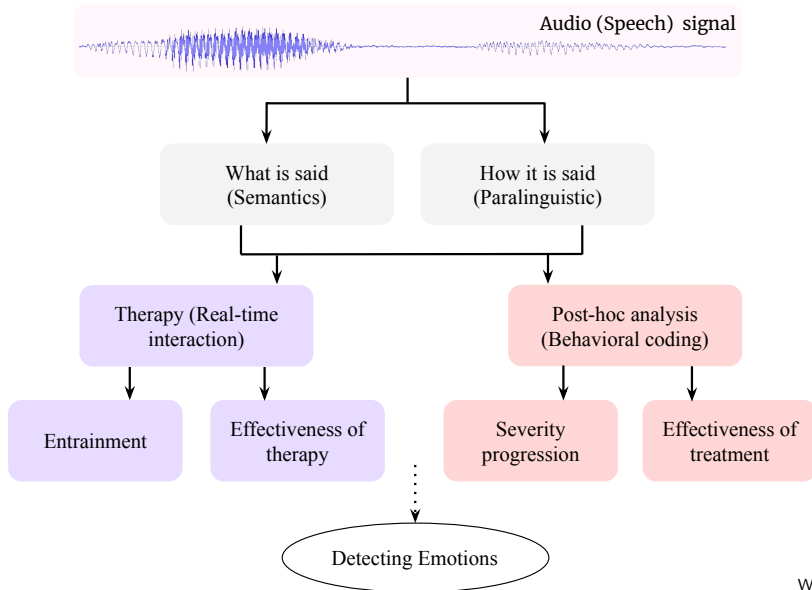 Audio (Speech) signal
What is said
(Semantics)
How it is said
(Paralinguistic)
Therapy (Real-time
interaction)
Post-hoc analysis
(Behavioral coding)
Entrainment
Effectiveness of
therapy
Severity
progression
Effectiveness of
treatment
Detecting Emotions
W